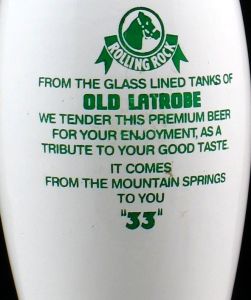 ROLLING ROCK
FROM THE GLASS LINED TANKS OF
OLD LATROBE
WE TENDER THIS PREMIUM BEER
FOR YOUR ENJOYMENT, AS A
TRIBUTE TO YOUR GOOD TASTE.
IT COMES
FROM THE MOUNTAIN SPRINGS
TO YOU
"33"